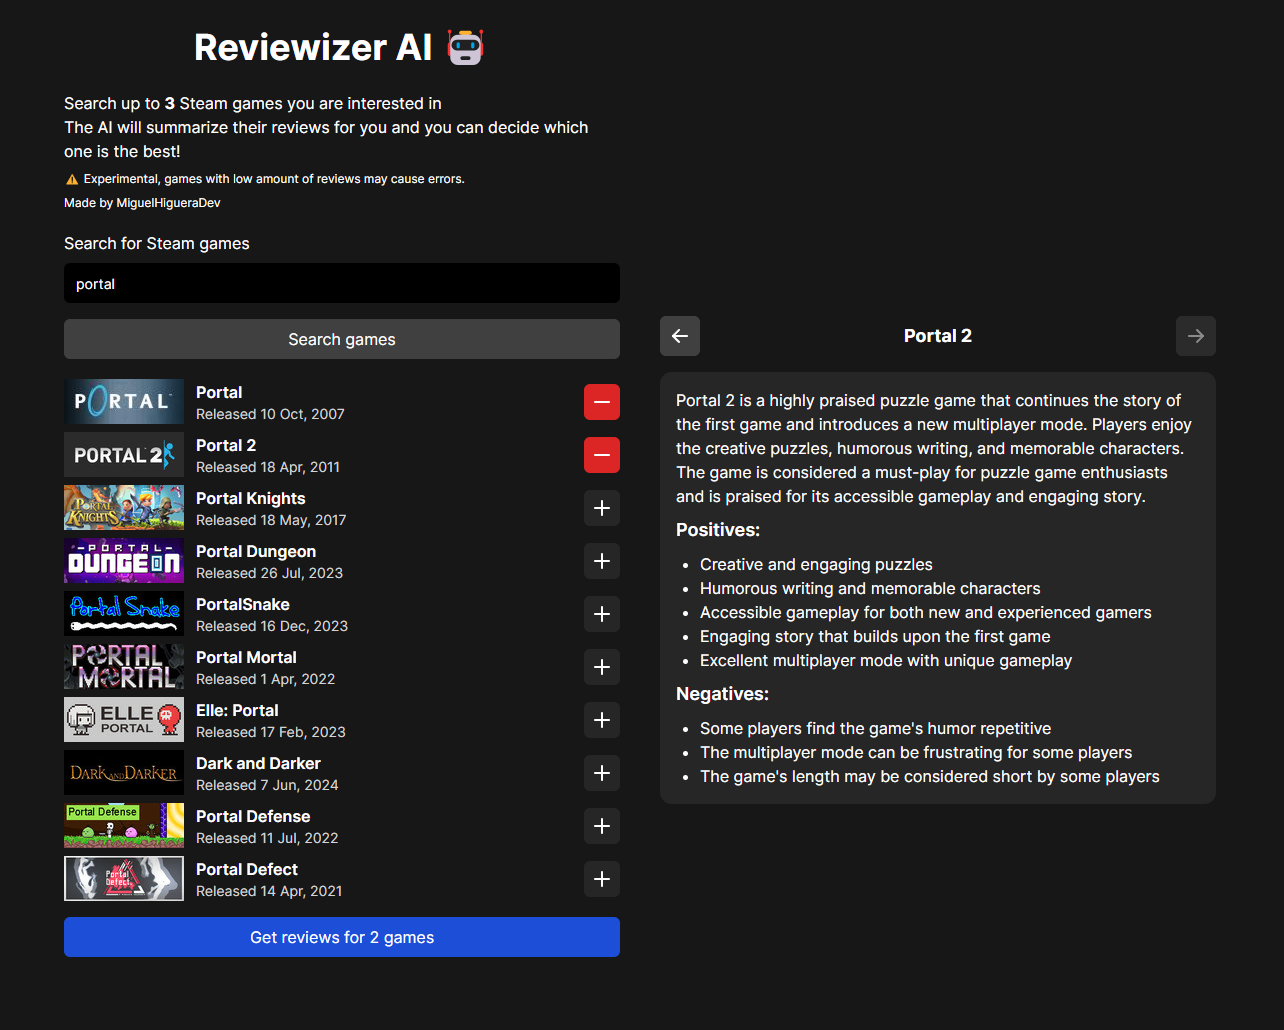 Reviewizer AI
Search up to 3 Steam games you are interested in
The AI will summarize their reviews for you and you can decide which
one is the best!
Experimental, games with low amount of reviews may cause errors.
Made by MiguelHigueraDev
Search for Steam games
portal
Search games
PORTAL
Portal
Released 10 Oct, 2007
PORTAL 2
Portal 2
Released 18 Apr, 2011
PORTAL KNIGHTS
Portal Knights
Released 18 May, 2017
PORTAL DUNGEON
Portal Dungeon
Released 26 Jul, 2023
Portal Snake
PortalSnake
Released 16 Dec, 2023
PORTAL MORTAL
Portal Mortal
Released 1 Apr, 2022
ELLE PORTAL
Elle: Portal
Released 17 Feb, 2023
DARK AND DARKER
Dark and Darker
Released 7 Jun, 2024
Portal Defense
Portal Defense
Released 11 Jul, 2022
Portal Defect
Portal Defect
Released 14 Apr, 2021
Get reviews for 2 games
Portal 2
Portal 2 is a highly praised puzzle game that continues the story of
the first game and introduces a new multiplayer mode. Players enjoy
the creative puzzles, humorous writing, and memorable characters.
The game is considered a must-play for puzzle game enthusiasts
and is praised for its accessible gameplay and engaging story.
Positives:
• Creative and engaging puzzles
• Humorous writing and memorable characters
• Accessible gameplay for both new and experienced gamers
• Engaging story that builds upon the first game
• Excellent multiplayer mode with unique gameplay
Negatives:
• Some players find the game's humor repetitive
• The multiplayer mode can be frustrating for some players
• The game's length may be considered short by some players